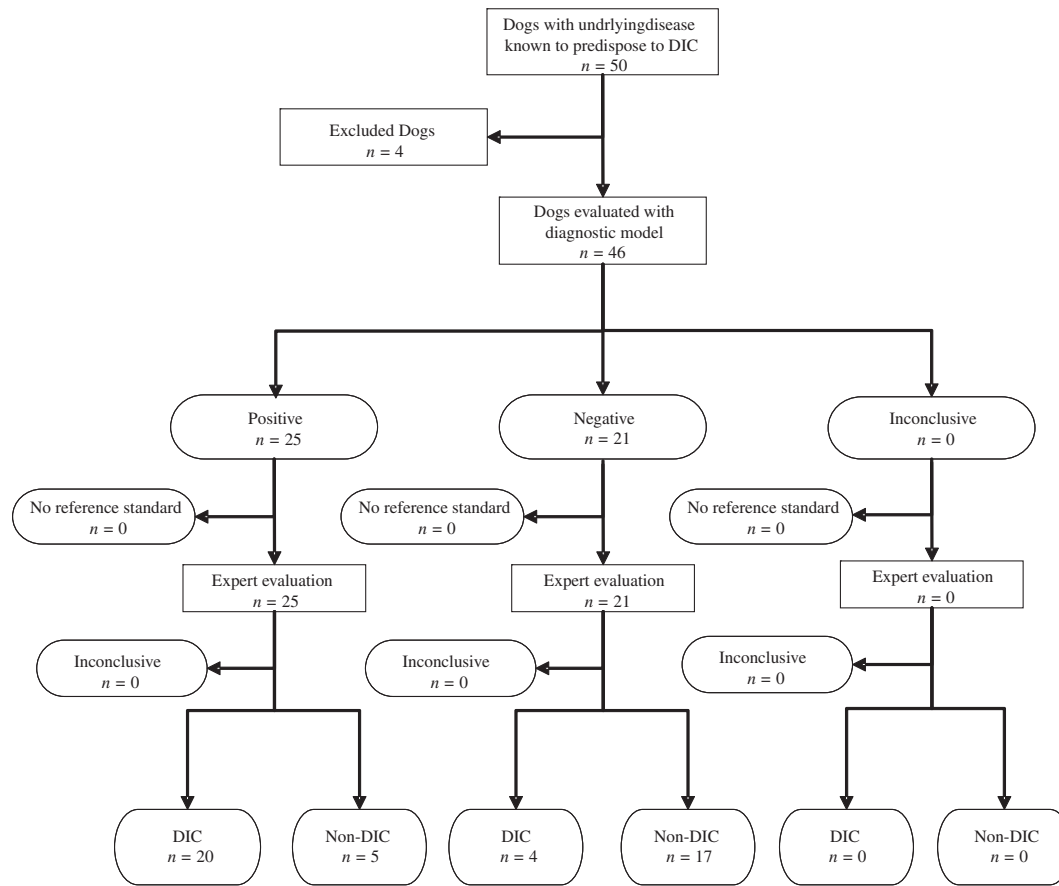 Dogs with undrlyingdisease
known to predispose to DIC
n = 50
Excluded Dogs
n = 4
Dogs evaluated with
diagnostic model
n = 46
Positive
n = 25
Negative
n = 21
Inconclusive
n = 0
No reference standard
n = 0
No reference standard
n = 0
No reference standard
n = 0
Expert evaluation
n = 25
Expert evaluation
n = 21
Expert evaluation
n = 0
Inconclusive
n = 0
Inconclusive
n = 0
Inconclusive
n = 0
DIC
n = 20
Non-DIC
n = 5
DIC
n = 4
Non-DIC
n = 17
DIC
n = 0
Non-DIC
n = 0